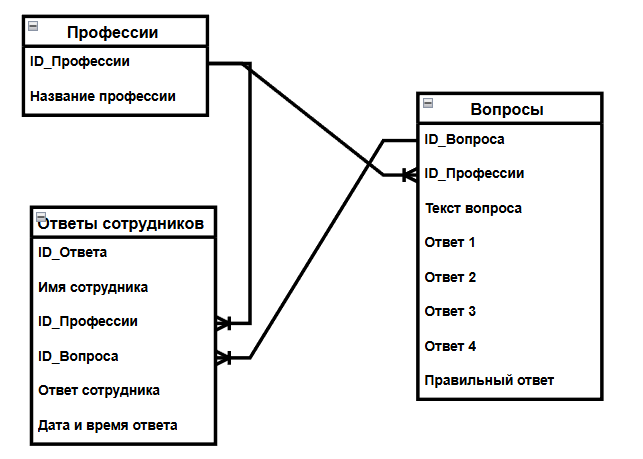 Профессии
ID_Профессии
Название профессии
Вопросы
ID_Вопроса
ID_Профессии
Текст вопроса
Ответ 1
Ответ 2
Ответ 3
Ответ 4
Правильный ответ
Ответы сотрудников
ID_Ответа
Имя сотрудника
ID_Профессии
ID_Вопроса
Ответ сотрудника
Дата и время ответа